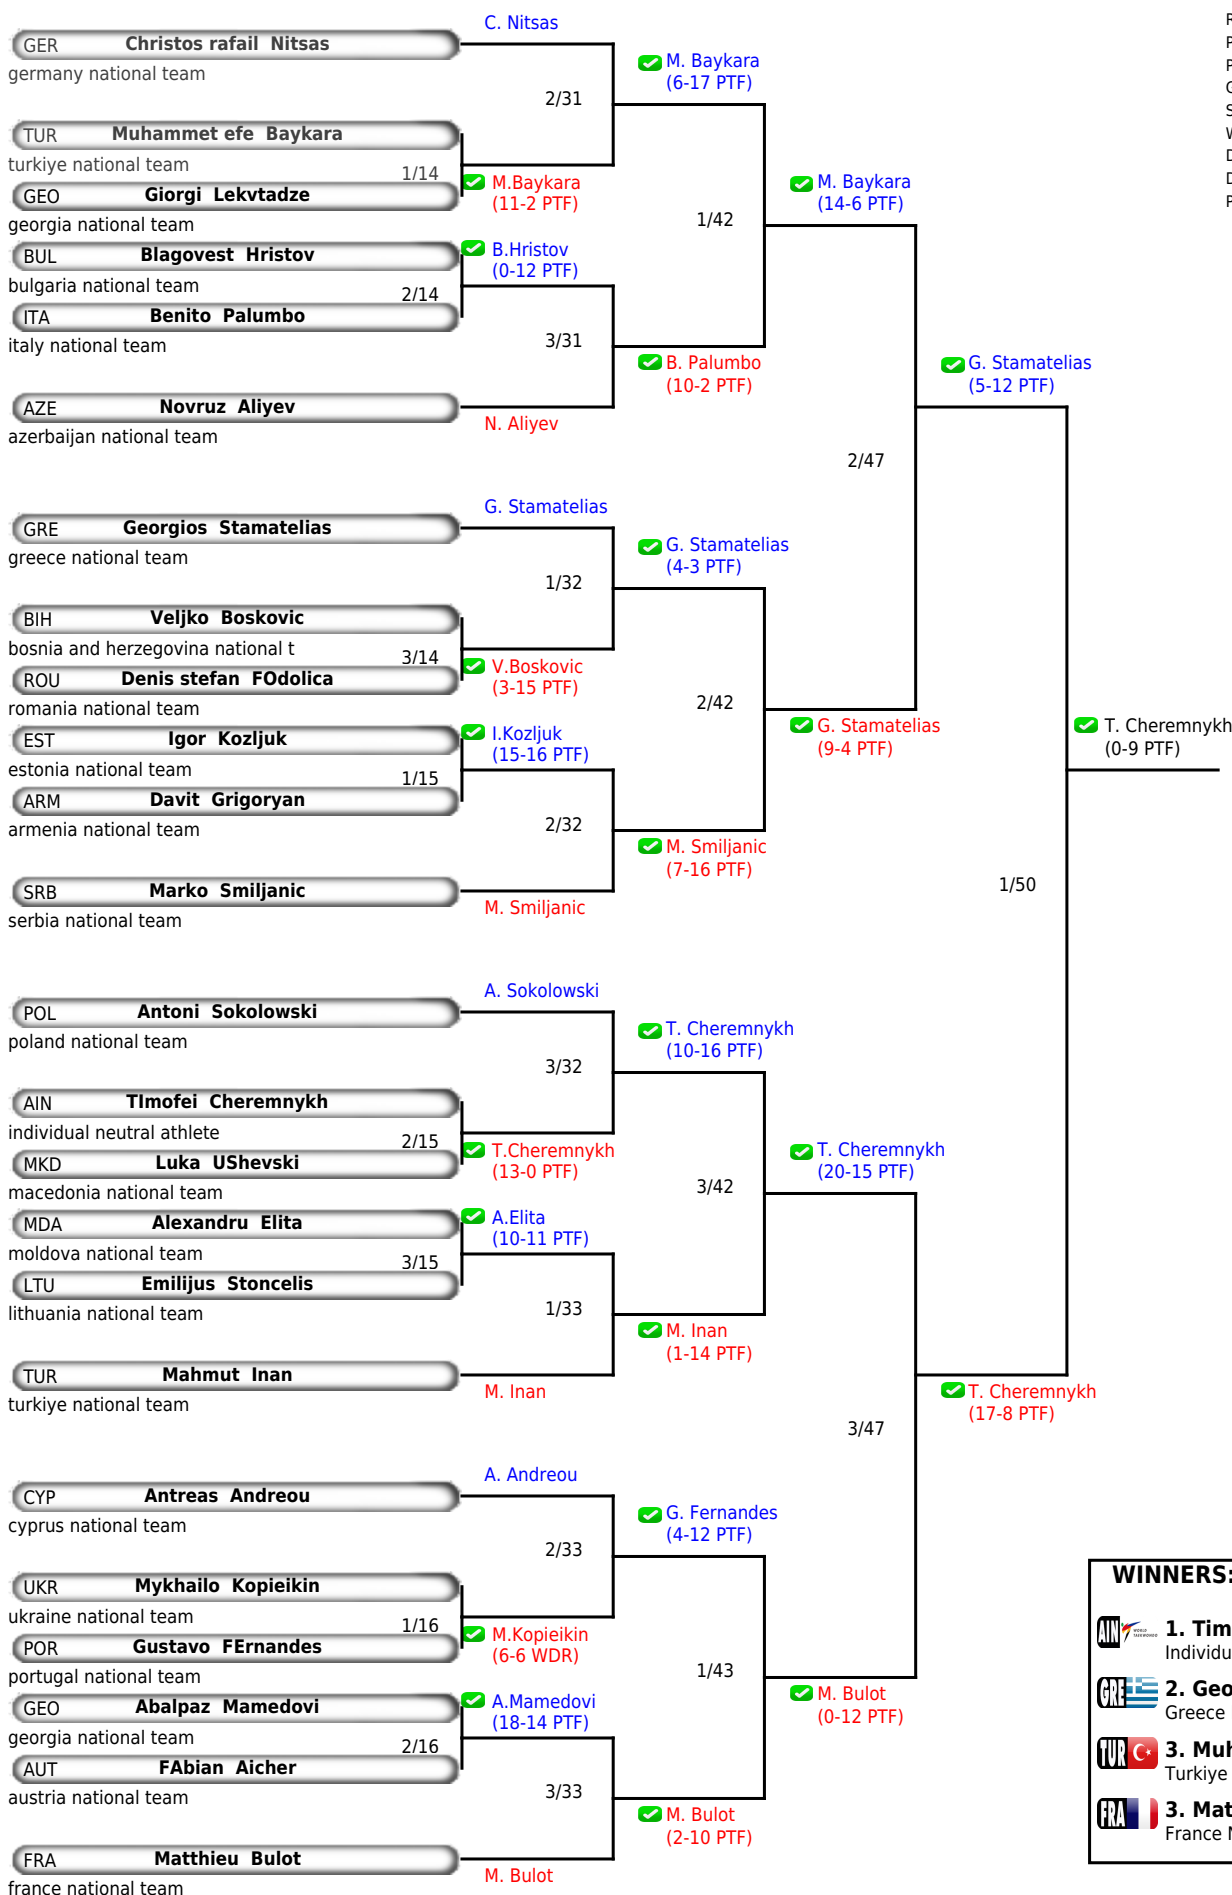 C. Nitsas
GER Christos rafail Nitsas
germany national team
M. Baykara
(6-17 PTF)
2/31
TUR Muhammet efe Baykara
turkiye national team
1/14
M.Baykara
(11-2 PTF)
M. Baykara
(14-6 PTF)
GEO Giorgi Lekvtadze
georgia national team
1/42
BUL Blagovest Hristov
bulgaria national team
B.Hristov
(0-12 PTF)
2/14
ITA Benito Palumbo
italy national team
3/31
B. Palumbo
(10-2 PTF)
G. Stamatelias
(5-12 PTF)
AZE Novruz Aliyev
azerbaijan national team
N. Aliyev
2/47
G. Stamatelias
GRE Georgios Stamatelias
greece national team
G. Stamatelias
(4-3 PTF)
1/32
BIH Veljko Boskovic
bosnia and herzegovina national t
3/14
V.Boskovic
(3-15 PTF)
ROU Denis stefan FOdolica
romania national team
2/42
G. Stamatelias
(9-4 PTF)
T. Cheremnykh
(0-9 PTF)
EST Igor Kozljuk
estonia national team
I.Kozljuk
(15-16 PTF)
1/15
ARM Davit Grigoryan
armenia national team
2/32
M. Smiljanic
(7-16 PTF)
SRB Marko Smiljanic
serbia national team
M. Smiljanic
1/50
A. Sokolowski
POL Antoni Sokolowski
poland national team
T. Cheremnykh
(10-16 PTF)
3/32
AIN TImofei Cheremnykh
individual neutral athlete
2/15
T.Cheremnykh
(13-0 PTF)
T. Cheremnykh
(20-15 PTF)
MKD Luka UShevski
macedonia national team
3/42
MDA Alexandru Elita
moldova national team
A.Elita
(10-11 PTF)
3/15
LTU Emilijus Stoncelis
lithuania national team
1/33
M. Inan
(1-14 PTF)
TUR Mahmut Inan
turkiye national team
M. Inan
T. Cheremnykh
(17-8 PTF)
3/47
A. Andreou
CYP Antreas Andreou
cyprus national team
G. Fernandes
(4-12 PTF)
2/33
UKR Mykhailo Kopieikin
ukraine national team
1/16
M.Kopieikin
(6-6 WDR)
POR Gustavo FErnandes
portugal national team
1/43
M. Bulot
(0-12 PTF)
GEO Abalpaz Mamedovi
georgia national team
A.Mamedovi
(18-14 PTF)
2/16
AUT FAbian Aicher
austria national team
3/33
M. Bulot
(2-10 PTF)
FRA Matthieu Bulot
france national team
M. Bulot
WINNERS:
AIN 1. Tim
Individu
GRE 2. Geo
Greece
TUR 3. Muh
Turkiye
FRA 3. Mat
France N